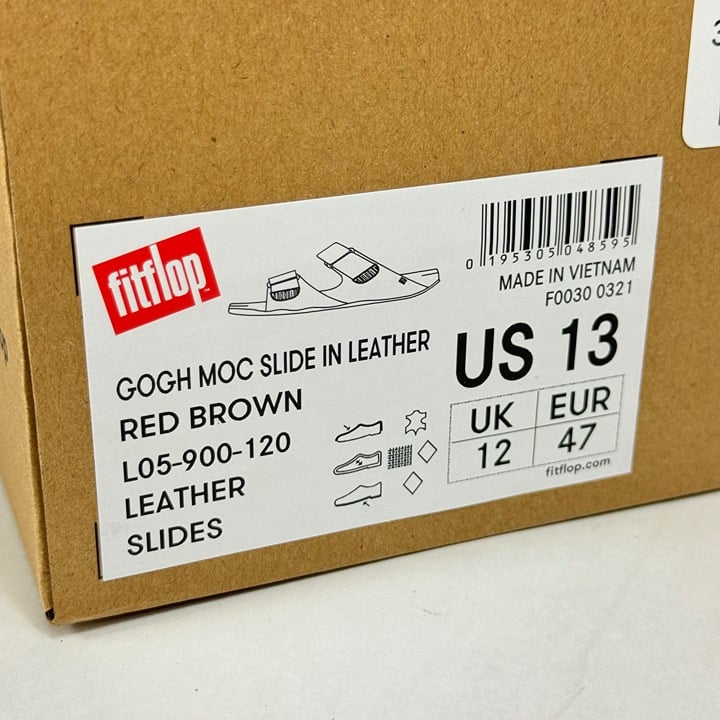 fitflop™
0 195305 048595
MADE IN VIETNAM
F0030 0321
GOGH MOC SLIDE IN LEATHER
RED BROWN
L05-900-120
LEATHER
SLIDES
US 13
UK EUR
12 47
fitflop.com